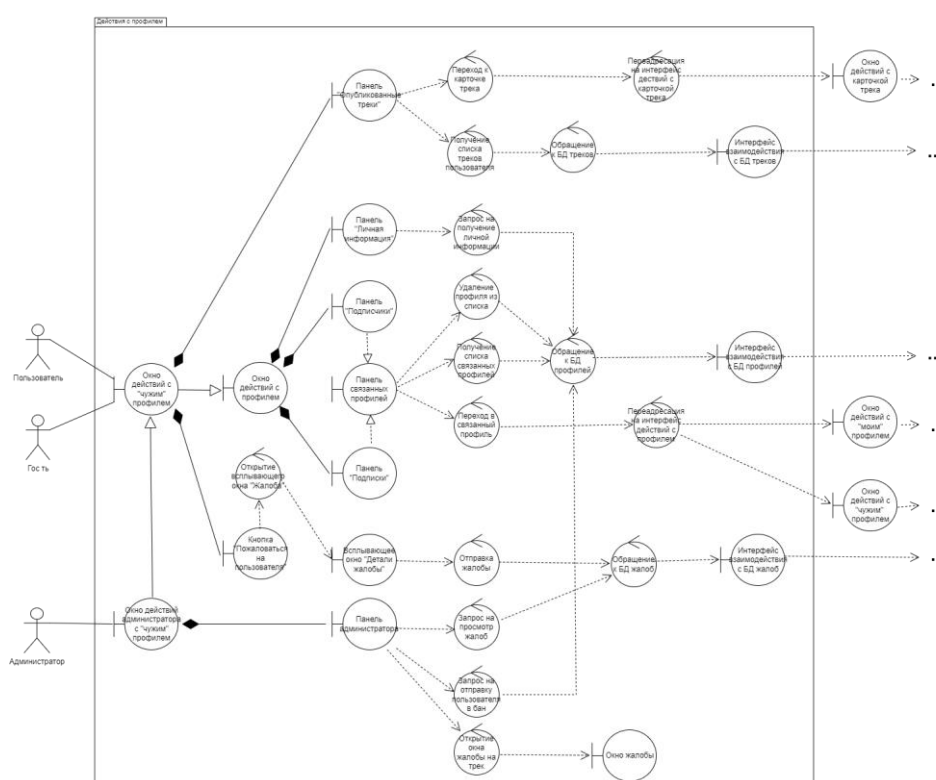 Действия с профилем
Панель
"Опубликованные
треки"
Переход к
карточке
трека
Переадресация
на интерфейс
действий с
карточкой
трека
Окно
действий с
карточкой
трека
...
Получение
списка
треков
пользователя
Обращение
к БД треков
Интерфейс
взаимодействия
с БД треков
...
Панель
"Личная
информация"
Запрос на
получение
личной
информации
Панель
"Подписчики"
Удаление
профиля из
списка
Пользователь
Окно
действий с
"чужим"
профилем
Окно
действий с
профилем
Панель
связанных
профилей
Получение
списка
связанных
профилей
Обращение
к БД
профилей
Интерфейс
взаимодействия
с БД профилей
...
Гость
Переход в
связанный
профиль
Переадресация
на интерфейс
действий с
профилем
Окно
действий с
"моим"
профилем
...
Открытие
всплывающего
окна "Жалоба"
Панель
"Подписки"
Окно
действий с
"чужим"
профилем
...
Кнопка
"Пожаловаться
на
пользователя"
Всплывающее
окно "Детали
жалобы"
Отправка
жалобы
Обращение
к БД жалоб
Интерфейс
взаимодействия
с БД жалоб
...
Администратор
Окно действий
администратора
с "чужим"
профилем
Панель
администратора
Запрос на
просмотр
жалоб
Запрос на
отправку
пользователя
в бан
Открытие
окна
жалобы на
трек
Окно жалобы